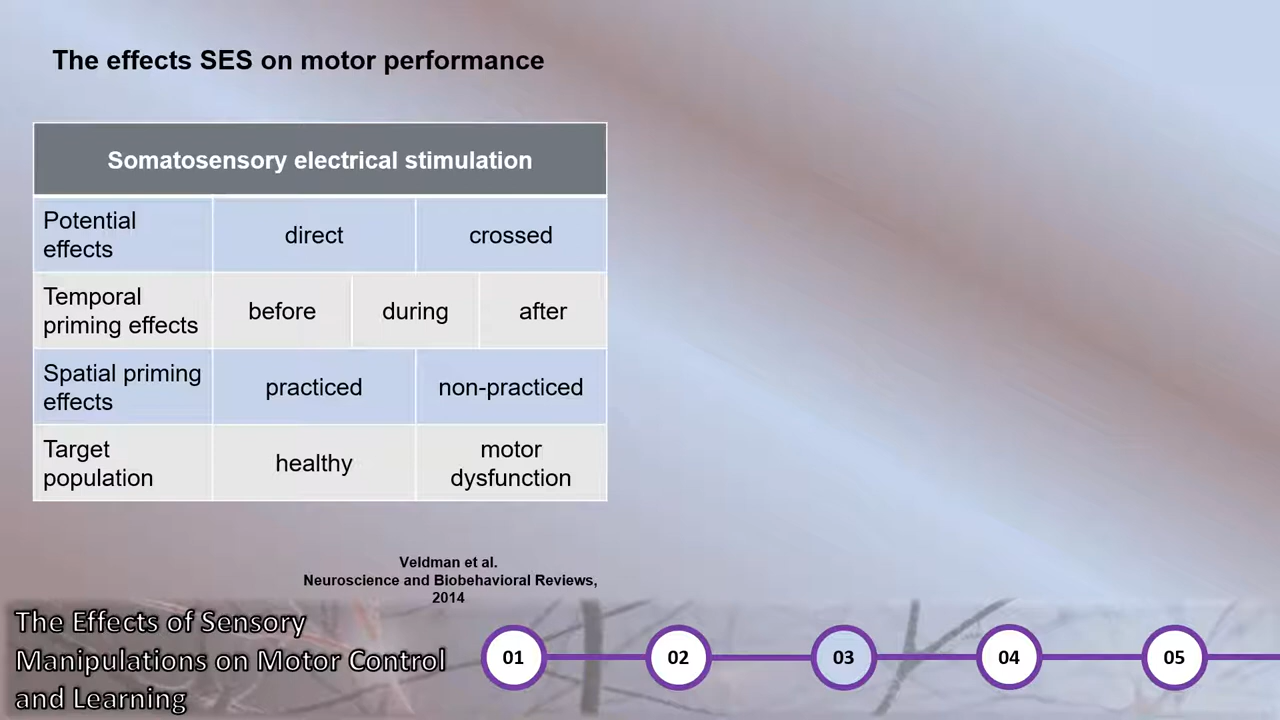 The effects SES on motor performance
Somatosensory electrical stimulation
Potential
effects
direct
crossed
Temporal
priming effects
before
during
after
Spatial priming
effects
practiced
non-practiced
Target
population
healthy
motor
dysfunction
Veldman et al.
Neuroscience and Biobehavioral Reviews,
2014
The Effects of Sensory
Manipulations on Motor Control
and Learning
01
02
03
04
05